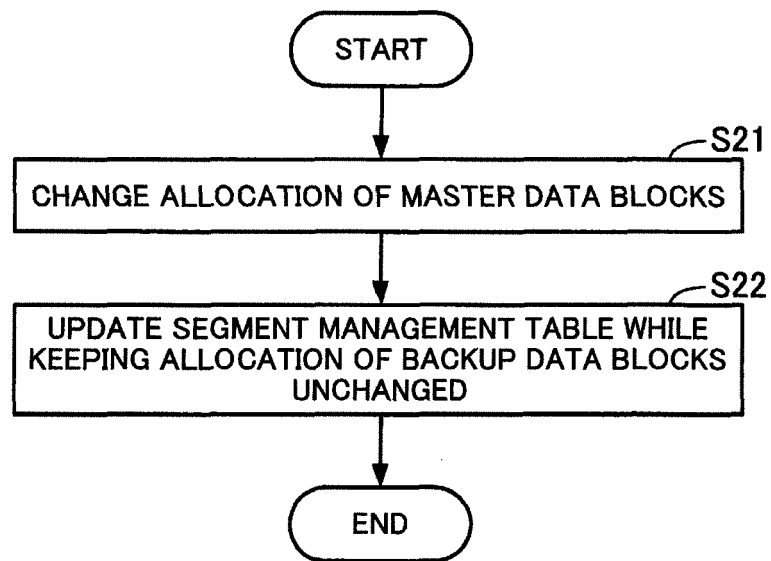 START
S21
CHANGE ALLOCATION OF MASTER DATA BLOCKS
S22
UPDATE SEGMENT MANAGEMENT TABLE WHILE
KEEPING ALLOCATION OF BACKUP DATA BLOCKS
UNCHANGED
END